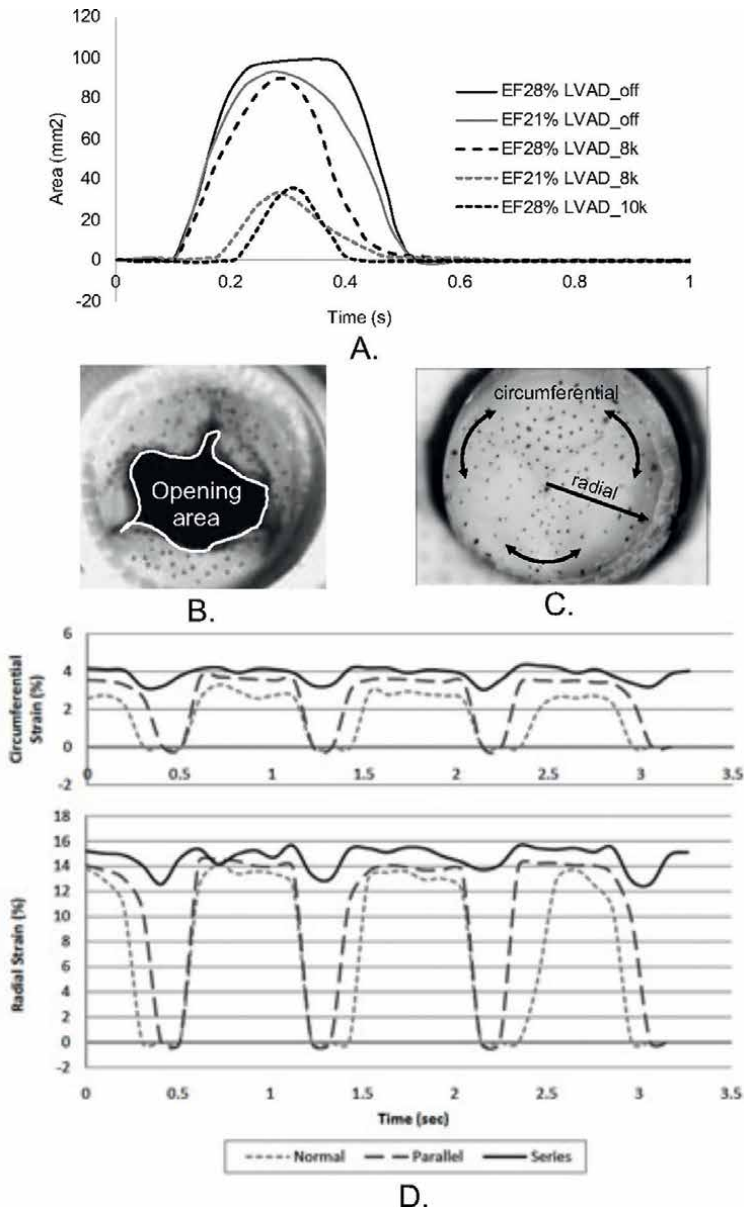 120
100
80
60
40
20
0
-20
Area (mm2)
EF28% LVAD_off
EF21% LVAD_off
EF28% LVAD_8k
EF21% LVAD_8k
EF28% LVAD_10k
0 0.2 0.4 0.6 0.8 1
Time (s)
A.
Opening
area
B.
circumferential
radial
C.
Circumferential
Strain (%)
6
4
2
0
-2
0 0.5 1 1.5 2 2.5 3 3.5
Radial Strain (%)
18
16
14
12
10
8
6
4
2
0
-2
0 0.5 1 1.5 2 2.5 3 3.5
Time (sec)
Normal Parallel Series
D.